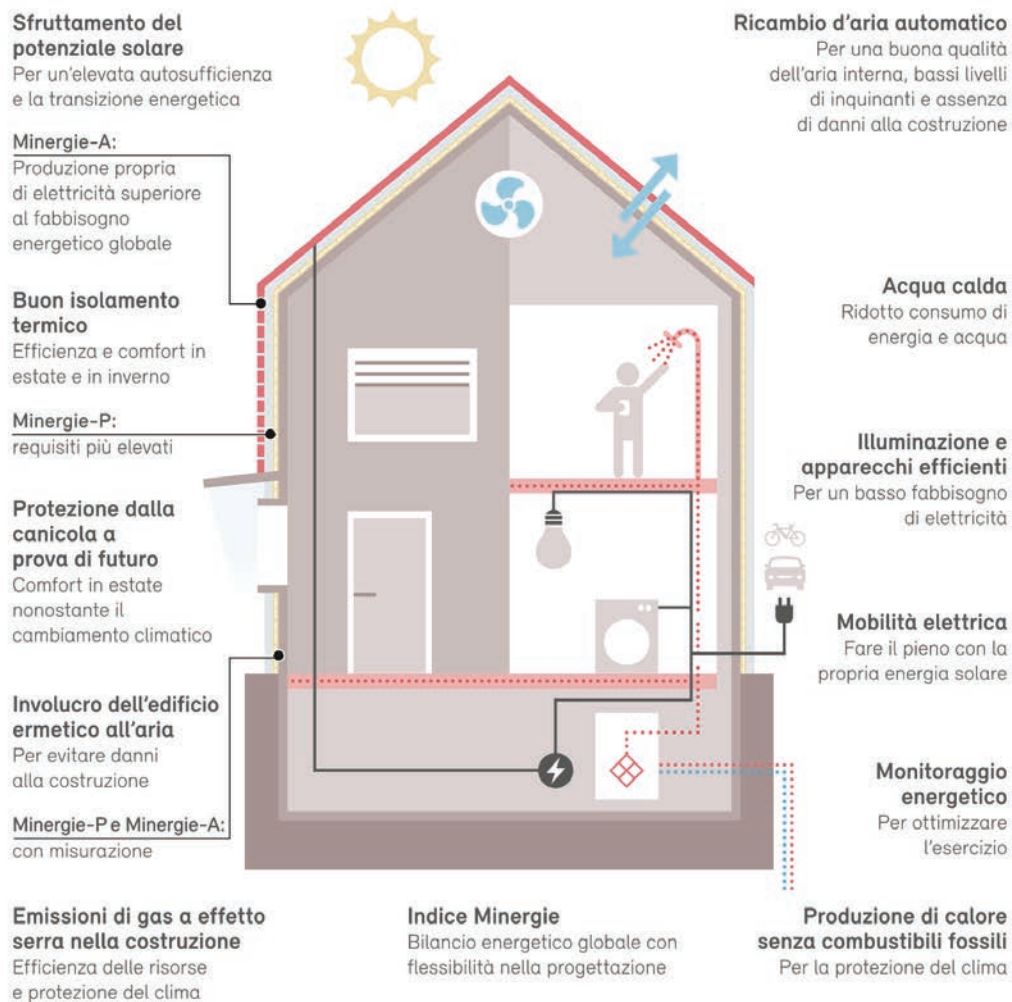 Sfruttamento del
potenziale solare
Per un'elevata autosufficienza
e la transizione energetica
Minergie-A:
Produzione propria
di elettricità superiore
al fabbisogno
energetico globale
Buon isolamento
termico
Efficienza e comfort in
estate e in inverno
Minergie-P:
requisiti più elevati
Protezione dalla
canicola a
prova di futuro
Comfort in estate
nonostante il
cambiamento climatico
Involucro dell'edificio
ermetico all'aria
Per evitare danni
alla costruzione
Minergie-P e Minergie-A:
con misurazione
Emissioni di gas a effetto
serra nella costruzione
Efficienza delle risorse
e protezione del clima
Indice Minergie
Bilancio energetico globale con
flessibilità nella progettazione
Ricambio d'aria automatico
Per una buona qualità
dell'aria interna, bassi livelli
di inquinanti e assenza
di danni alla costruzione
Acqua calda
Ridotto consumo di
energia e acqua
Illuminazione e
apparecchi efficienti
Per un basso fabbisogno
di elettricità
Mobilità elettrica
Fare il pieno con la
propria energia solare
Monitoraggio
energetico
Per ottimizzare
l'esercizio
Produzione di calore
senza combustibili fossili
Per la protezione del clima